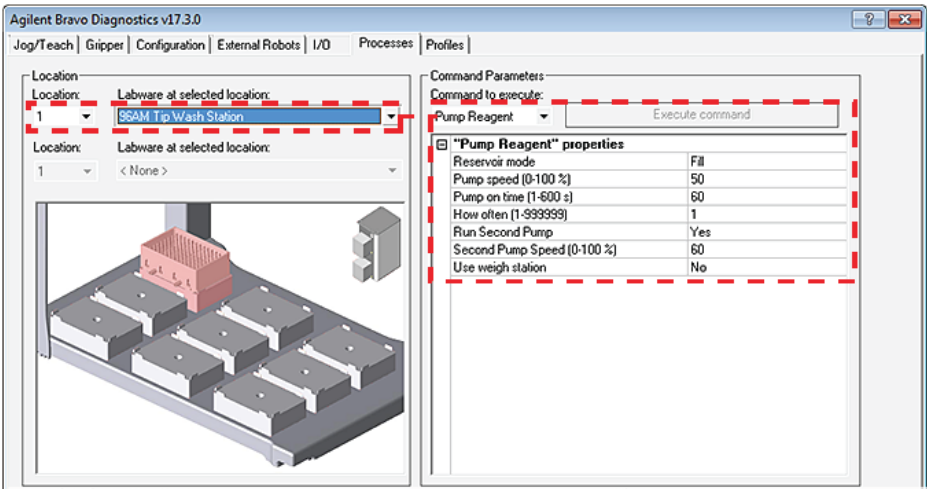 Agilent Bravo Diagnostics v17.3.0
Jog/Teach Gripper Configuration External Robots I/O Processes Profiles
Location
Location: Labware at selected location:
1 96AM Tip Wash Station
Location: Labware at selected location:
1 < None >
Command Parameters
Command to execute:
Pump Reagent Execute command
"Pump Reagent" properties
Reservoir mode Fill
Pump speed (0-100 %) 50
Pump on time (1-600 s) 60
How often (1-999999) 1
Run Second Pump Yes
Second Pump Speed (0-100 %) 60
Use weigh station No